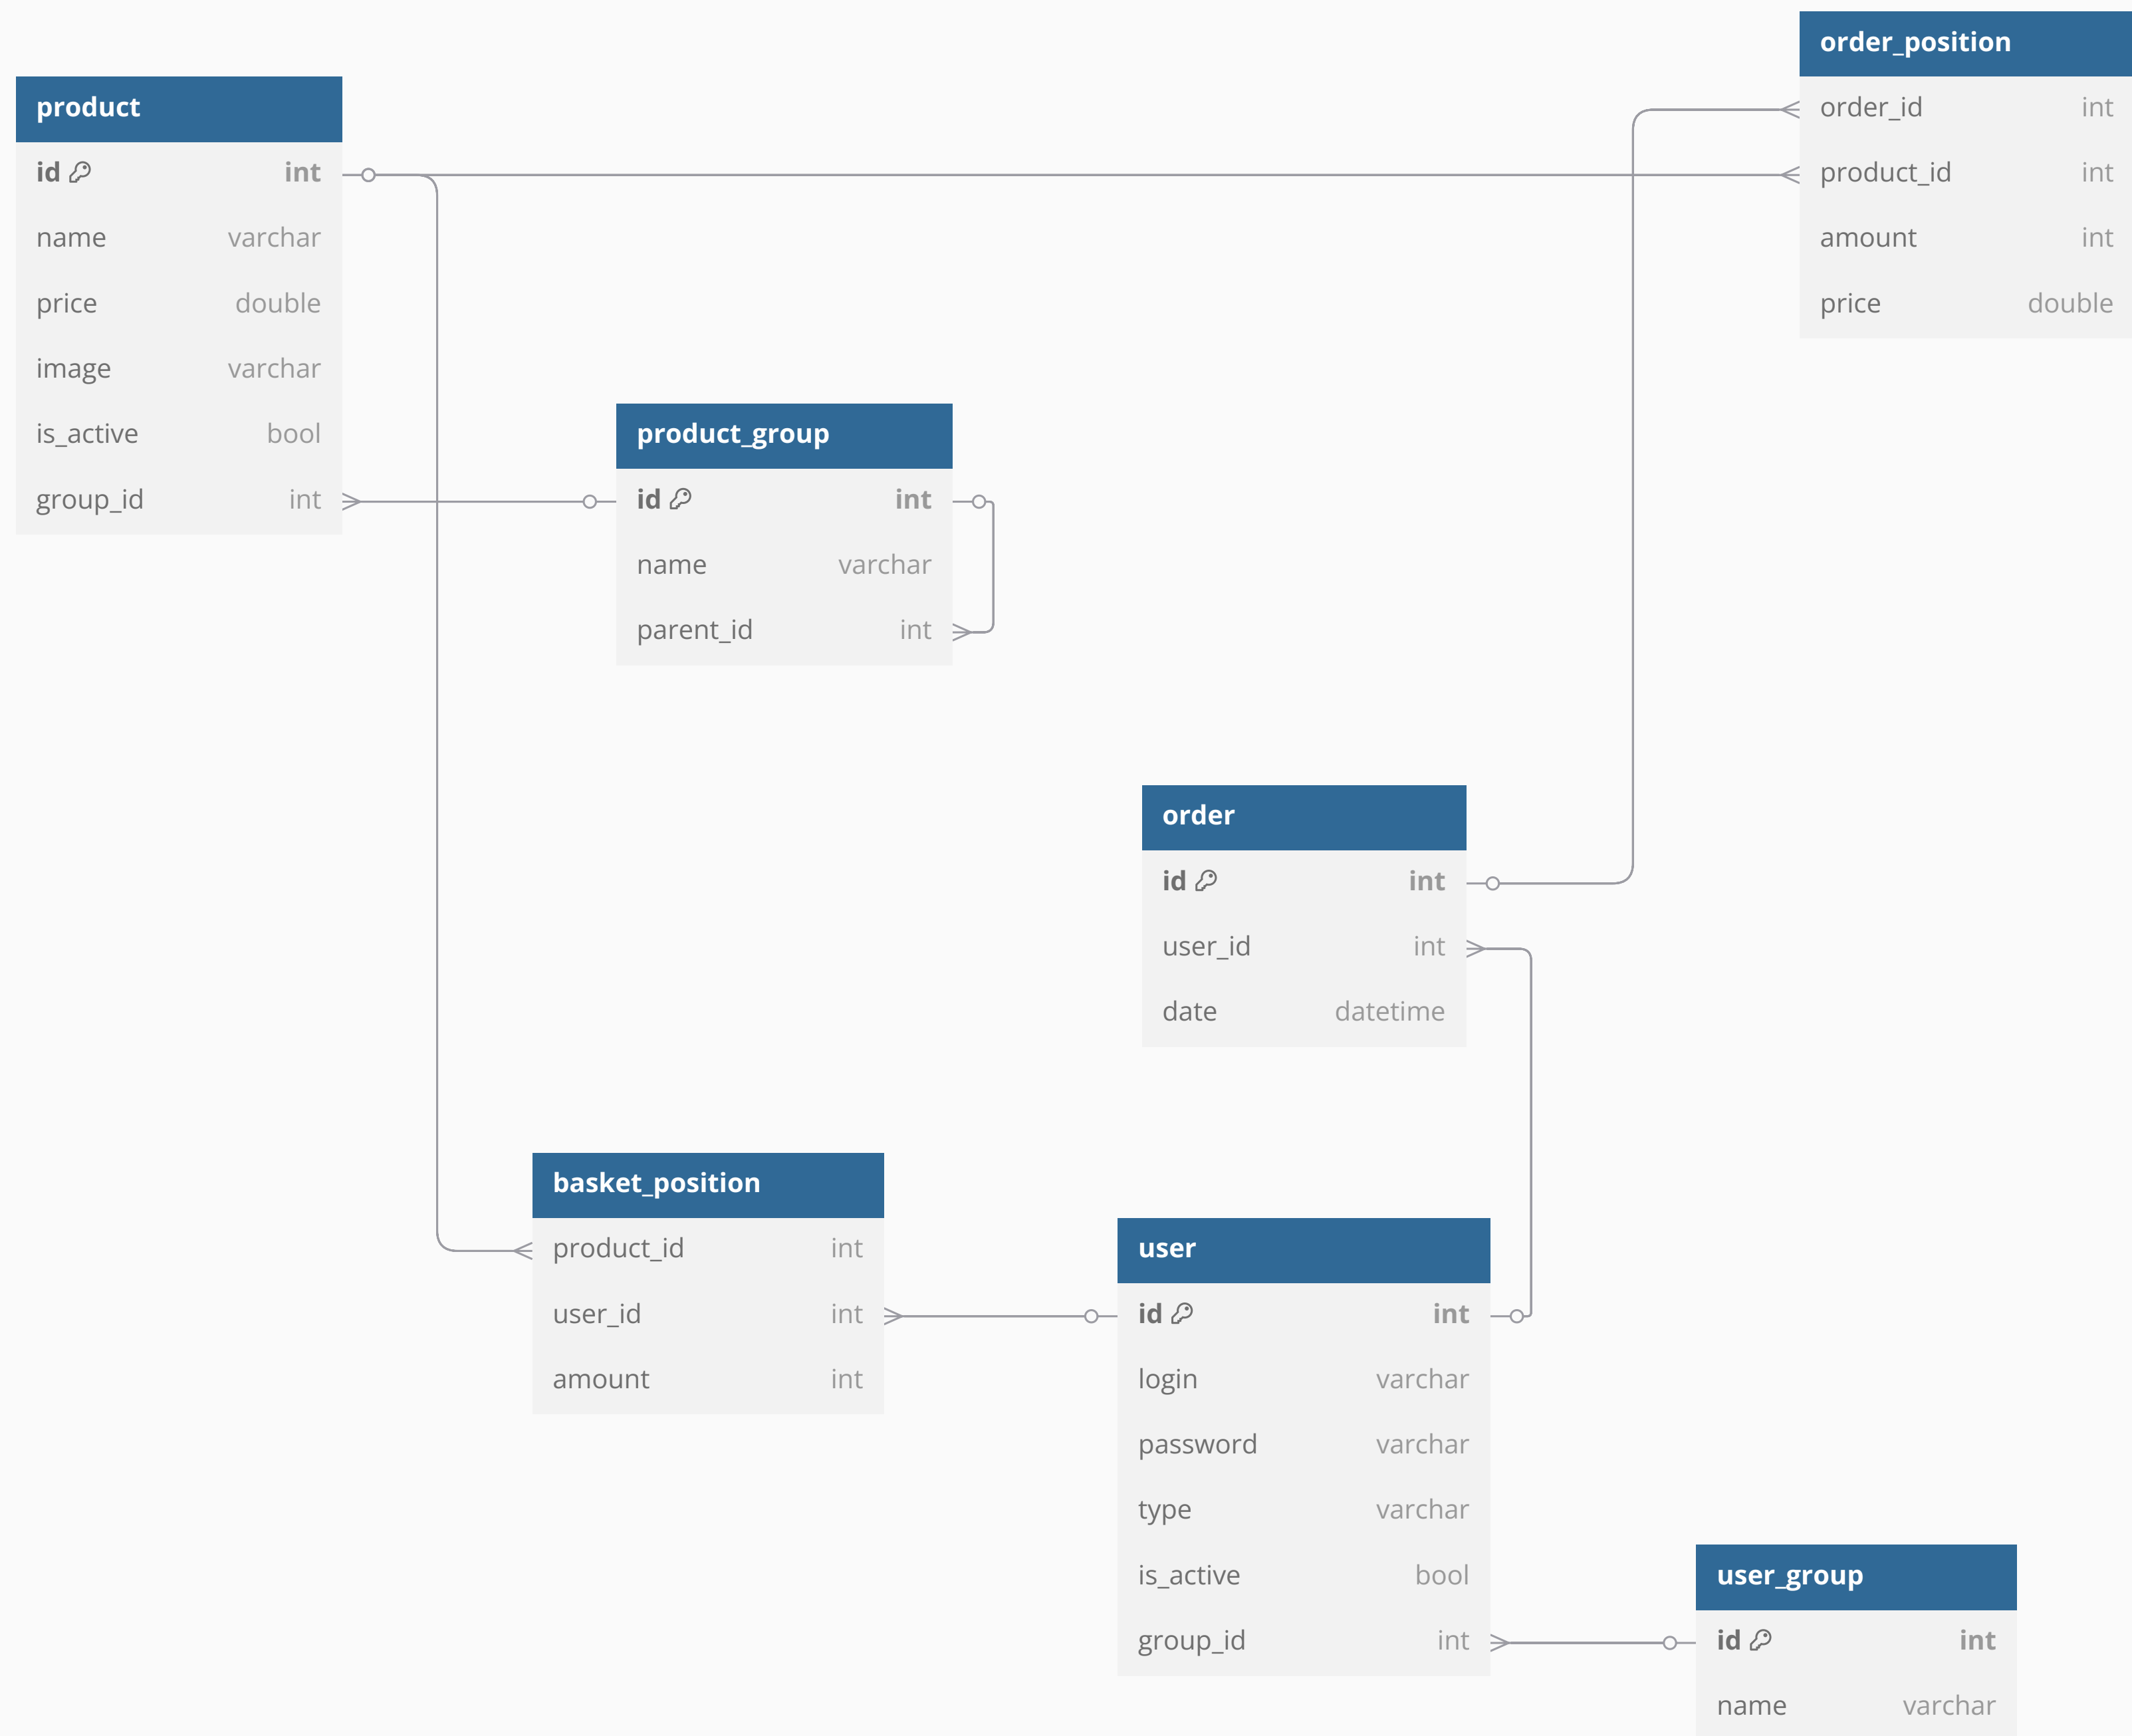 product
id int
name varchar
price double
image varchar
is_active bool
group_id int
product_group
id int
name varchar
parent_id int
order_position
order_id int
product_id int
amount int
price double
order
id int
user_id int
date datetime
basket_position
product_id int
user_id int
amount int
user
id int
login varchar
password varchar
type varchar
is_active bool
group_id int
user_group
id int
name varchar